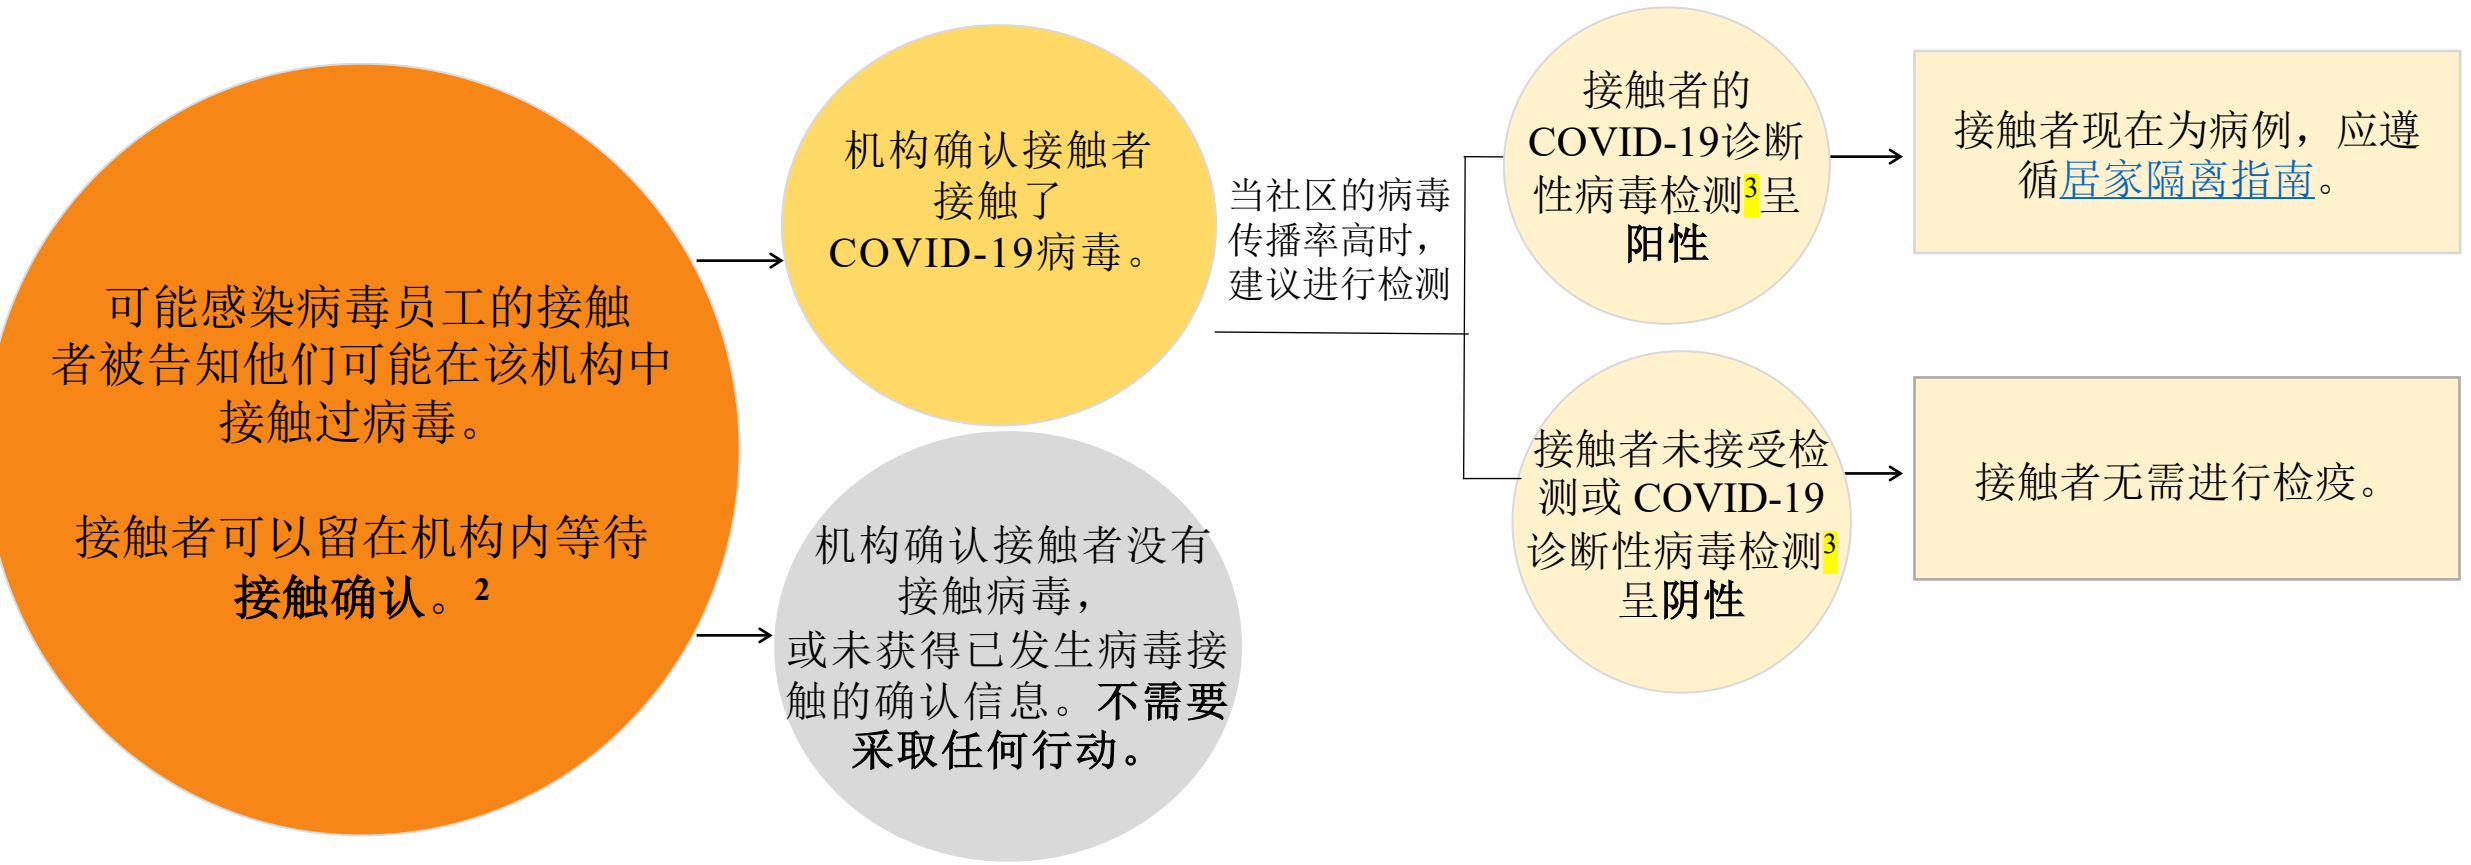 可能感染病毒员工的接触
者被告知他们可能在该机构中
接触过病毒。
接触者可以留在机构内等待
接触确认。2
机构确认接触者
接触了
COVID-19病毒。
机构确认接触者没有
接触病毒，
或未获得已发生病毒接
触的确认信息。不需要
采取任何行动。
当社区的病毒
传播率高时，
建议进行检测
接触者的
COVID-19诊断
性病毒检测3呈
阳性
接触者现在为病例，应遵
循居家隔离指南。
接触者未接受检
测或 COVID-19
诊断性病毒检测3
呈阴性
接触者无需进行检疫。